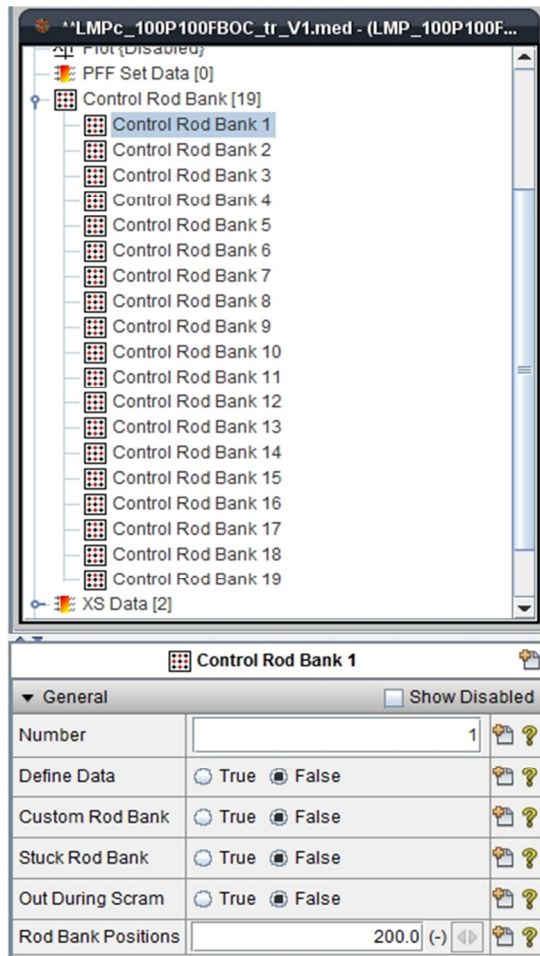 **LMPc_100P100FBOC_tr_V1.med - (LMP_100P100F...
Plot {Disabled}
PFF Set Data [0]
Control Rod Bank [19]
Control Rod Bank 1
Control Rod Bank 2
Control Rod Bank 3
Control Rod Bank 4
Control Rod Bank 5
Control Rod Bank 6
Control Rod Bank 7
Control Rod Bank 8
Control Rod Bank 9
Control Rod Bank 10
Control Rod Bank 11
Control Rod Bank 12
Control Rod Bank 13
Control Rod Bank 14
Control Rod Bank 15
Control Rod Bank 16
Control Rod Bank 17
Control Rod Bank 18
Control Rod Bank 19
XS Data [2]
Control Rod Bank 1
General Show Disabled
Number 1
Define Data True False
Custom Rod Bank True False
Stuck Rod Bank True False
Out During Scram True False
Rod Bank Positions 200.0 (-)